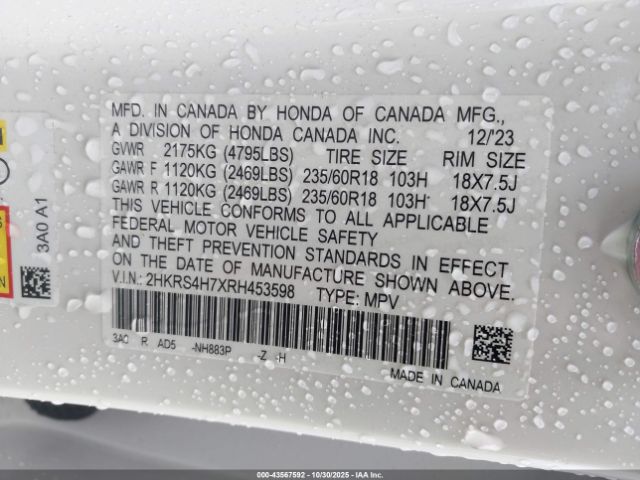 MFD. IN CANADA BY HONDA OF CANADA MFG.,
A DIVISION OF HONDA CANADA INC. 12/'23
GVWR 2175KG (4795LBS) TIRE SIZE RIM SIZE
GAWR F 1120KG (2469LBS) 235/60R18 103H 18X7.5J
GAWR R 1120KG (2469LBS) 235/60R18 103H 18X7.5J
THIS VEHICLE CONFORMS TO ALL APPLICABLE
FEDERAL MOTOR VEHICLE SAFETY
AND THEFT PREVENTION STANDARDS IN EFFECT
ON THE DATE OF MANUFACTURE SHOWN ABOVE.
V.I.N.: 2HKRS4H7XRH453598 TYPE: MPV
3A0 R AD5 -NH883P -Z -H
MADE IN CANADA
3A0 A1
000-43567592 - 10/30/2025 - IAAI, Inc.